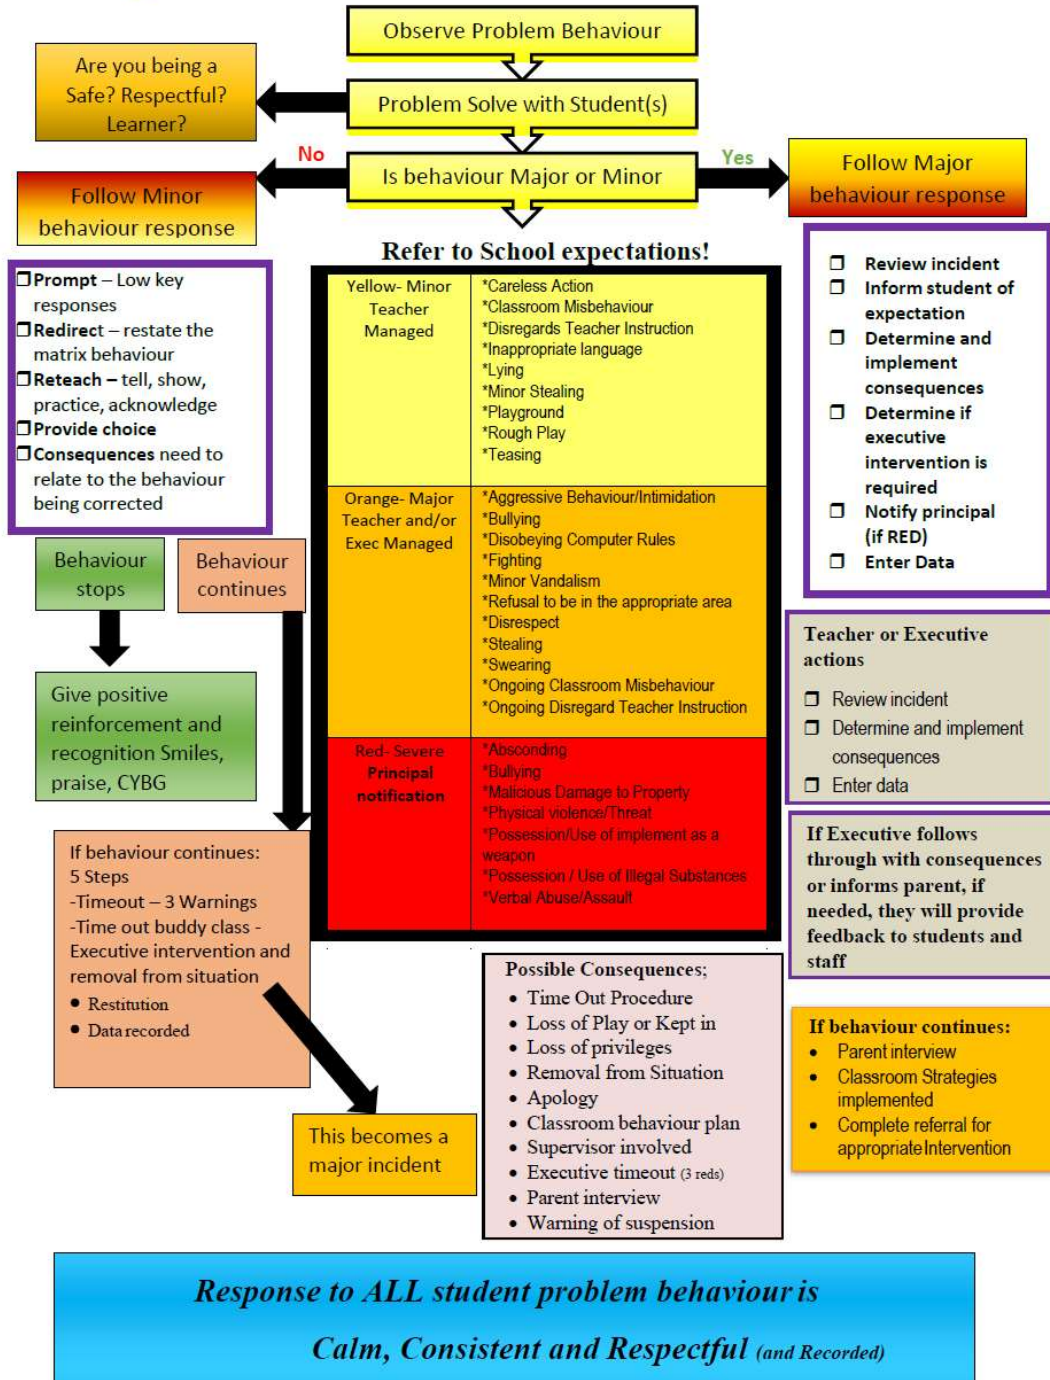 Observe Problem Behaviour
Are you being a
Safe? Respectful?
Learner?
Problem Solve with Student(s)
No
Is behaviour Major or Minor
Yes
Follow Minor
behaviour response
Follow Major
behaviour response
Refer to School expectations!
❐Prompt – Low key
responses
❐Redirect – restate the
matrix behaviour
❐Reteach – tell, show,
practice, acknowledge
❐Provide choice
❐Consequences need to
relate to the behaviour
being corrected
Yellow- Minor
Teacher
Managed
*Careless Action
*Classroom Misbehaviour
*Disregards Teacher Instruction
*Inappropriate language
*Lying
*Minor Stealing
*Playground
*Rough Play
*Teasing
Orange- Major
Teacher and/or
Exec Managed
*Aggressive Behaviour/Intimidation
*Bullying
*Disobeying Computer Rules
*Fighting
*Minor Vandalism
*Refusal to be in the appropriate area
*Disrespect
*Stealing
*Swearing
*Ongoing Classroom Misbehaviour
*Ongoing Disregard Teacher Instruction
Red- Severe
Principal
notification
*Absconding
*Bullying
*Malicious Damage to Property
*Physical violence/Threat
*Possession/Use of implement as a
weapon
*Possession / Use of Illegal Substances
*Verbal Abuse/Assault
❐ Review incident
❐ Inform student of
expectation
❐ Determine and
implement
consequences
❐ Determine if
executive
intervention is
required
❐ Notify principal
(if RED)
❐ Enter Data
Behaviour
stops
Behaviour
continues
Give positive
reinforcement and
recognition Smiles,
praise, CYBG
Teacher or Executive
actions
❐ Review incident
❐ Determine and implement
consequences
❐ Enter data
If Executive follows
through with consequences
or informs parent, if
needed, they will provide
feedback to students and
staff
If behaviour continues:
5 Steps
-Timeout – 3 Warnings
-Time out buddy class -
Executive intervention and
removal from situation
• Restitution
• Data recorded
This becomes a
major incident
Possible Consequences;
• Time Out Procedure
• Loss of Play or Kept in
• Loss of privileges
• Removal from Situation
• Apology
• Classroom behaviour plan
• Supervisor involved
• Executive timeout (3 reds)
• Parent interview
• Warning of suspension
If behaviour continues:
• Parent interview
• Classroom Strategies
implemented
• Complete referral for
appropriate Intervention
Response to ALL student problem behaviour is
Calm, Consistent and Respectful (and Recorded)